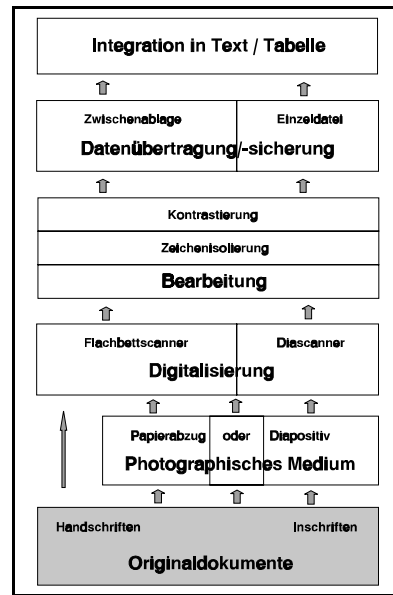 Integration in Text / Tabelle
Zwischenablage Einzeldatei
Datenübertragung/-sicherung
Kontrastierung
Zeichenisolierung
Bearbeitung
Flachbettscanner Diascanner
Digitalisierung
Papierabzug oder Diapositiv
Photographisches Medium
Handschriften Inschriften
Originaldokumente